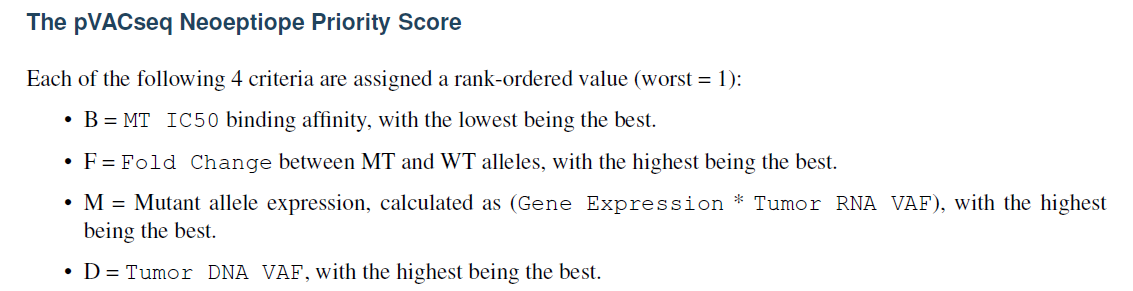 The pVACseq Neoeptiope Priority Score
Each of the following 4 criteria are assigned a rank-ordered value (worst = 1):
• B = MT IC50 binding affinity, with the lowest being the best.
• F = Fold Change between MT and WT alleles, with the highest being the best.
• M = Mutant allele expression, calculated as (Gene Expression * Tumor RNA VAF), with the highest
being the best.
• D = Tumor DNA VAF, with the highest being the best.